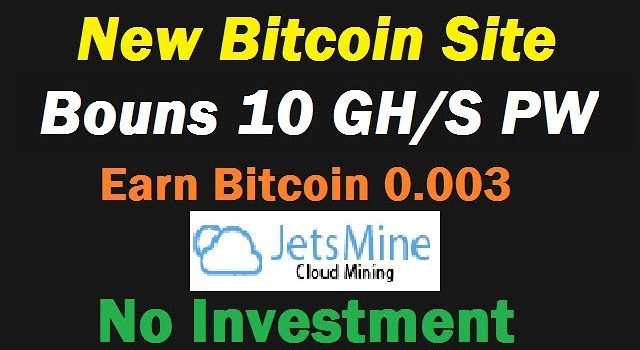 New Bitcoin Site
Bouns 10 GH/S PW
Earn Bitcoin 0.003
JetsMine
Cloud Mining
No Investment